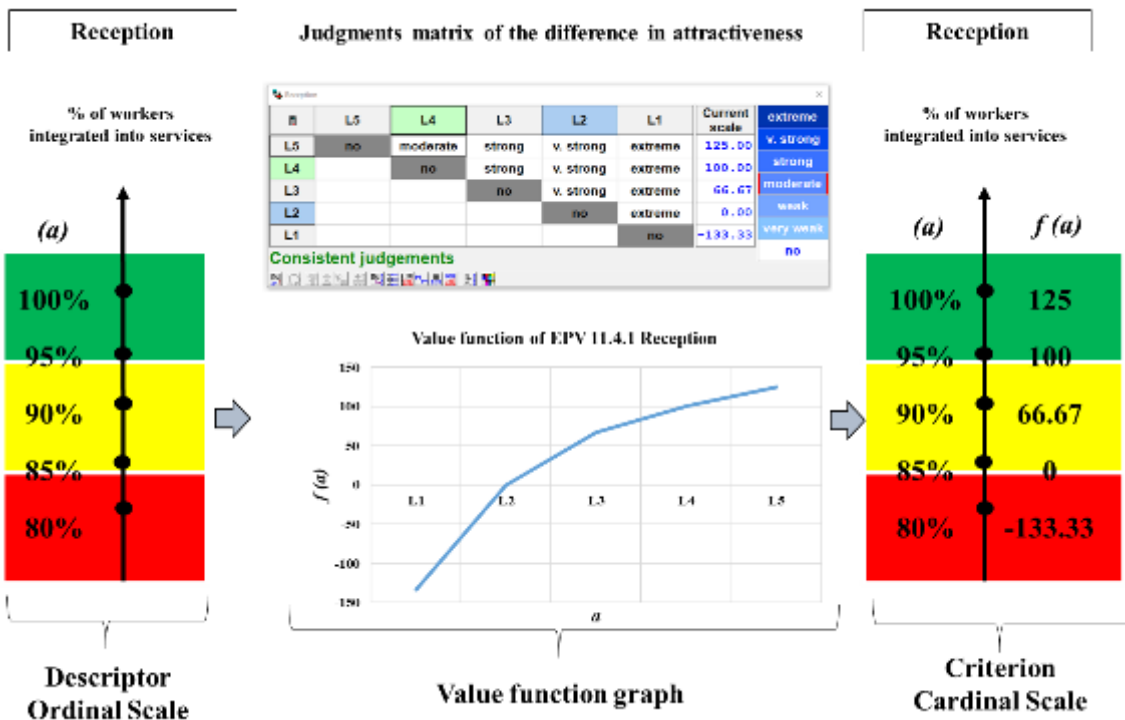 Reception
Judgments matrix of the difference in attractiveness
Reception
% of workers
integrated into services
Reception
L5 L4 L3 L2 L1 Current scale extreme
L5 no moderate strong v. strong extreme 125.00 v. strong
L4 no strong v. strong extreme 100.00 strong
L3 no v. strong extreme 66.67 moderate
L2 no extreme 0.00 weak
L1 no -133.33 very weak
no
Consistent judgements
% of workers
integrated into services
(a)
100%
95%
90%
85%
80%
Value function of EPV 11.4.1 Reception
150
100
50
0
-50
-100
150
f (a)
L1 L2 L3 L4 L5
a
(a) f (a)
100% 125
95% 100
90% 66.67
85% 0
80% -133.33
Descriptor
Ordinal Scale
Value function graph
Criterion
Cardinal Scale